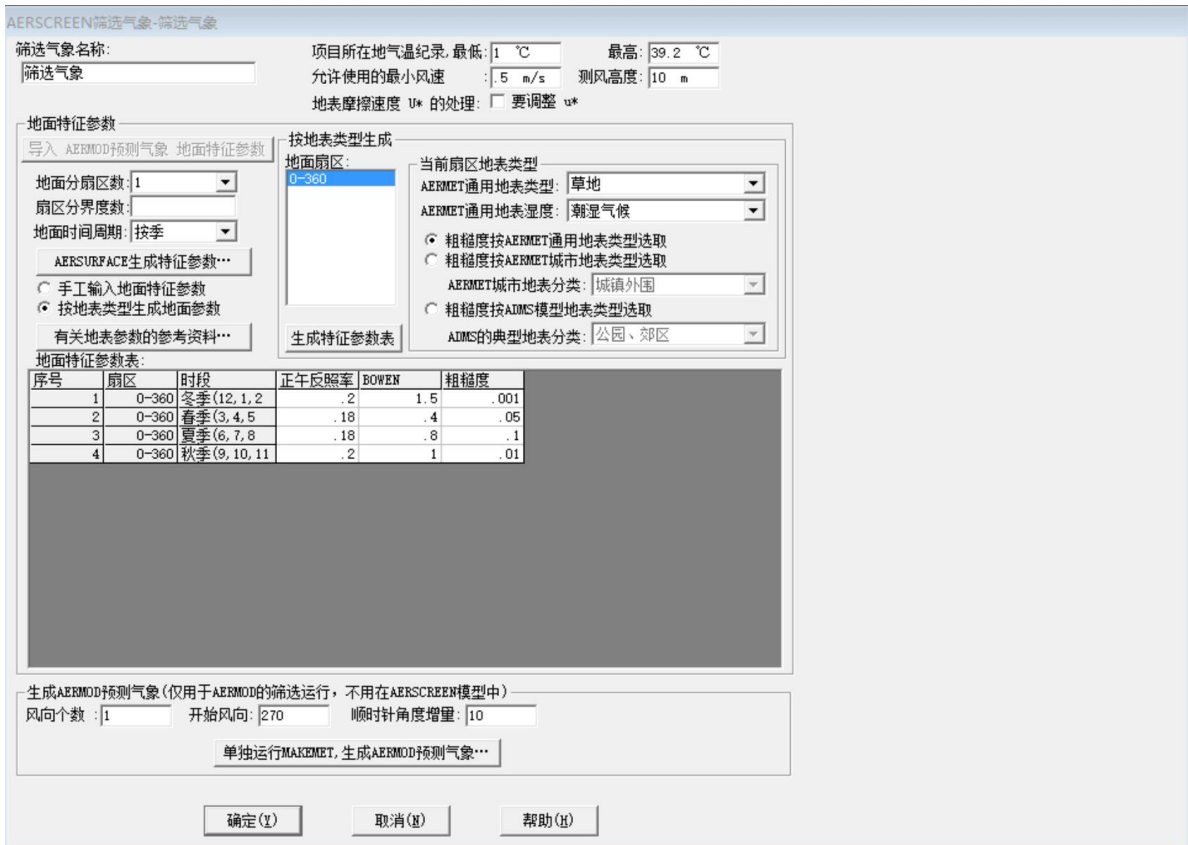 AERSCREEN筛选气象-筛选气象
筛选气象名称:
筛选气象
项目所在地气温纪录,最低: 1 ℃ 最高: 39.2 ℃
允许使用的最小风速 : .5 m/s 测风高度: 10 m
地表摩擦速度 U* 的处理: 要调整 u*
地面特征参数
导入 AERMOD预测气象 地面特征参数
地面分扇区数: 1
扇区分界度数:
地面时间周期: 按季
AERSURFACE生成特征参数…
手工输入地面特征参数
按地表类型生成地面参数
有关地表参数的参考资料…
按地表类型生成
地面扇区:
0-360
生成特征参数表
当前扇区地表类型
AERMET通用地表类型: 草地
AERMET通用地表湿度: 潮湿气候
粗糙度按AERMET通用地表类型选取
粗糙度按AERMET城市地表类型选取
AERMET城市地表分类: 城镇外围
粗糙度按ADMS模型地表类型选取
ADMS的典型地表分类: 公园、郊区
地面特征参数表:
序号 扇区 时段 正午反照率 BOWEN 粗糙度
1 0-360 冬季(12,1,2 .2 1.5 .001
2 0-360 春季(3,4,5 .18 .4 .05
3 0-360 夏季(6,7,8 .18 .8 .1
4 0-360 秋季(9,10,11 .2 1 .01
生成AERMOD预测气象(仅用于AERMOD的筛选运行，不用在AERSCREEN模型中)
风向个数 : 1 开始风向: 270 顺时针角度增量: 10
单独运行MAKEMET,生成AERMOD预测气象…
确定(Y) 取消(N) 帮助(H)